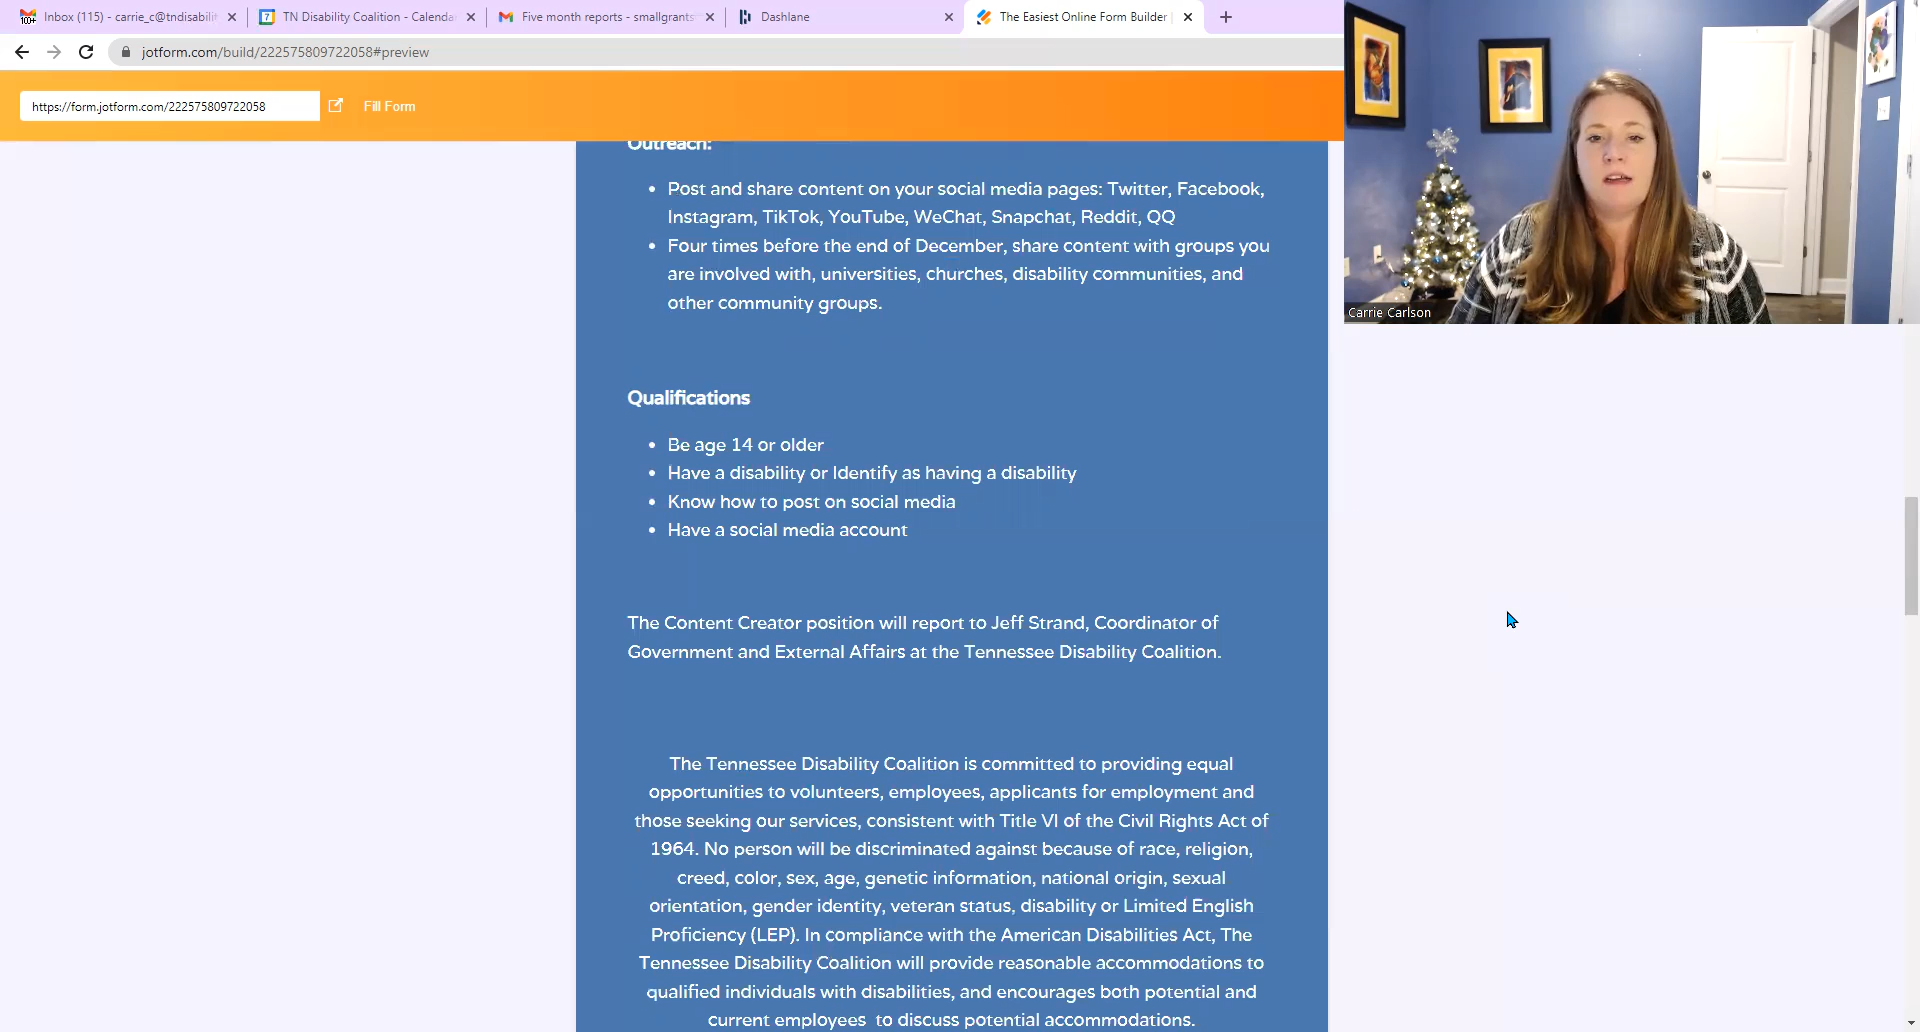 Inbox (115) - carrie_c@tndisabili
TN Disability Coalition - Calenda
Five month reports - smallgrants
Dashlane
The Easiest Online Form Builder |
jotform.com/build/222575809722058#preview
https://form.jotform.com/222575809722058
Fill Form
Carrie Carlson
Outreach:
• Post and share content on your social media pages: Twitter, Facebook,
Instagram, TikTok, YouTube, WeChat, Snapchat, Reddit, QQ
• Four times before the end of December, share content with groups you
are involved with, universities, churches, disability communities, and
other community groups.
Qualifications
• Be age 14 or older
• Have a disability or Identify as having a disability
• Know how to post on social media
• Have a social media account
The Content Creator position will report to Jeff Strand, Coordinator of
Government and External Affairs at the Tennessee Disability Coalition.
The Tennessee Disability Coalition is committed to providing equal
opportunities to volunteers, employees, applicants for employment and
those seeking our services, consistent with Title VI of the Civil Rights Act of
1964. No person will be discriminated against because of race, religion,
creed, color, sex, age, genetic information, national origin, sexual
orientation, gender identity, veteran status, disability or Limited English
Proficiency (LEP). In compliance with the American Disabilities Act, The
Tennessee Disability Coalition will provide reasonable accommodations to
qualified individuals with disabilities, and encourages both potential and
current employees  to discuss potential accommodations.